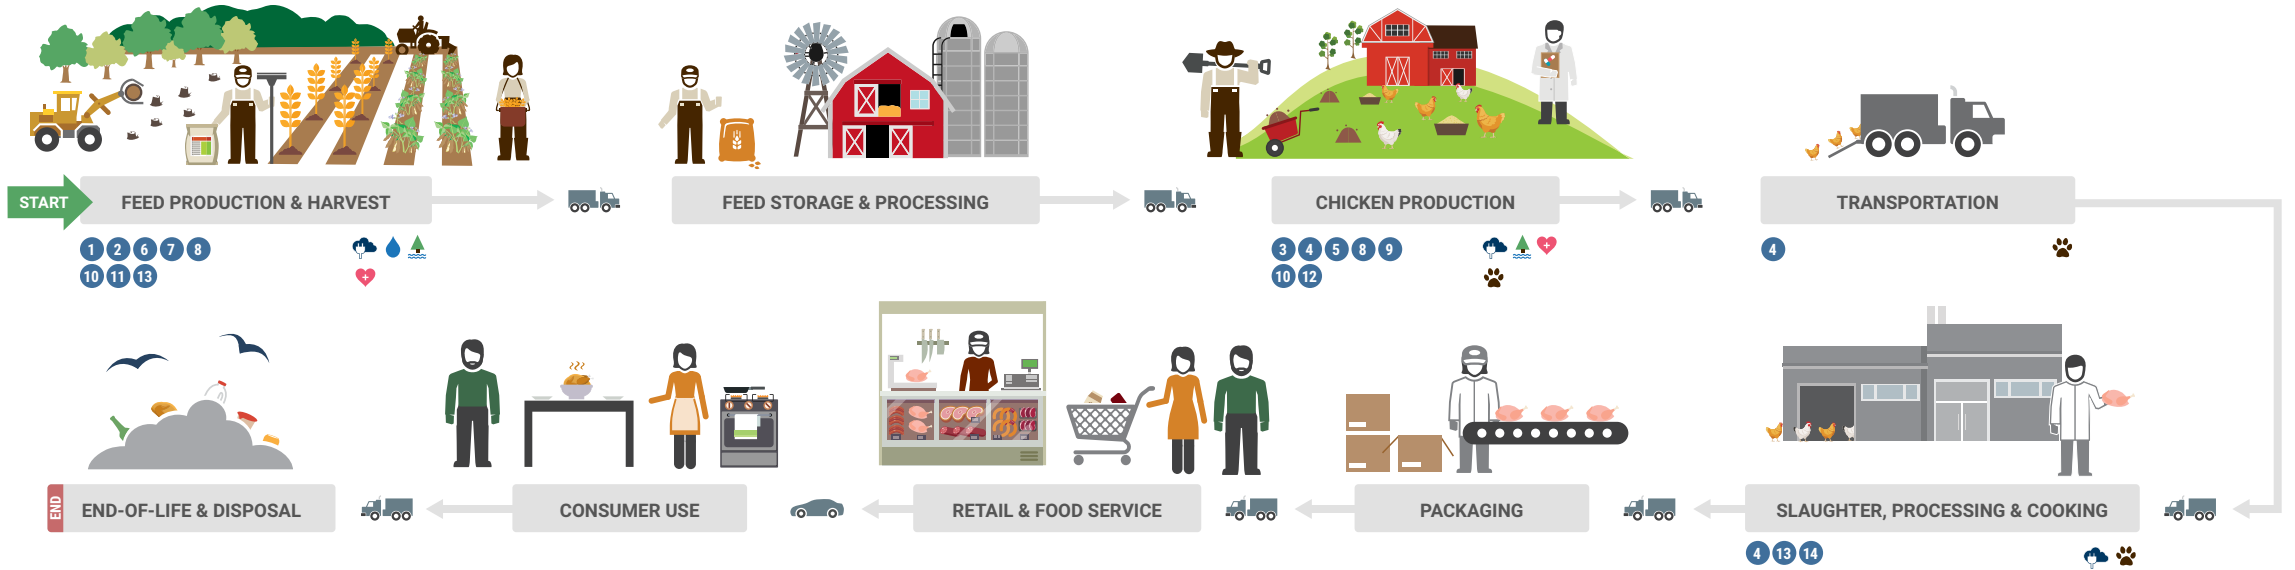 START
FEED PRODUCTION & HARVEST
FEED STORAGE & PROCESSING
CHICKEN PRODUCTION
TRANSPORTATION
1 2 6 7 8
10 11 13
3 4 5 8 9
10 12
4
END
END-OF-LIFE & DISPOSAL
CONSUMER USE
RETAIL & FOOD SERVICE
PACKAGING
SLAUGHTER, PROCESSING & COOKING
4 13 14